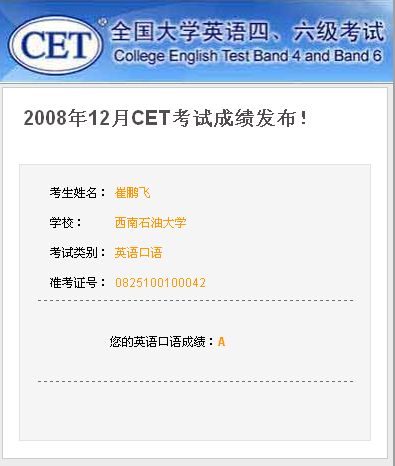 CET®
全国大学英语四、六级考试
College English Test Band 4 and Band 6
2008年12月CET考试成绩发布！
考生姓名： 崔鹏飞
学校： 西南石油大学
考试类别： 英语口语
准考证号： 0825100100042
您的英语口语成绩：A